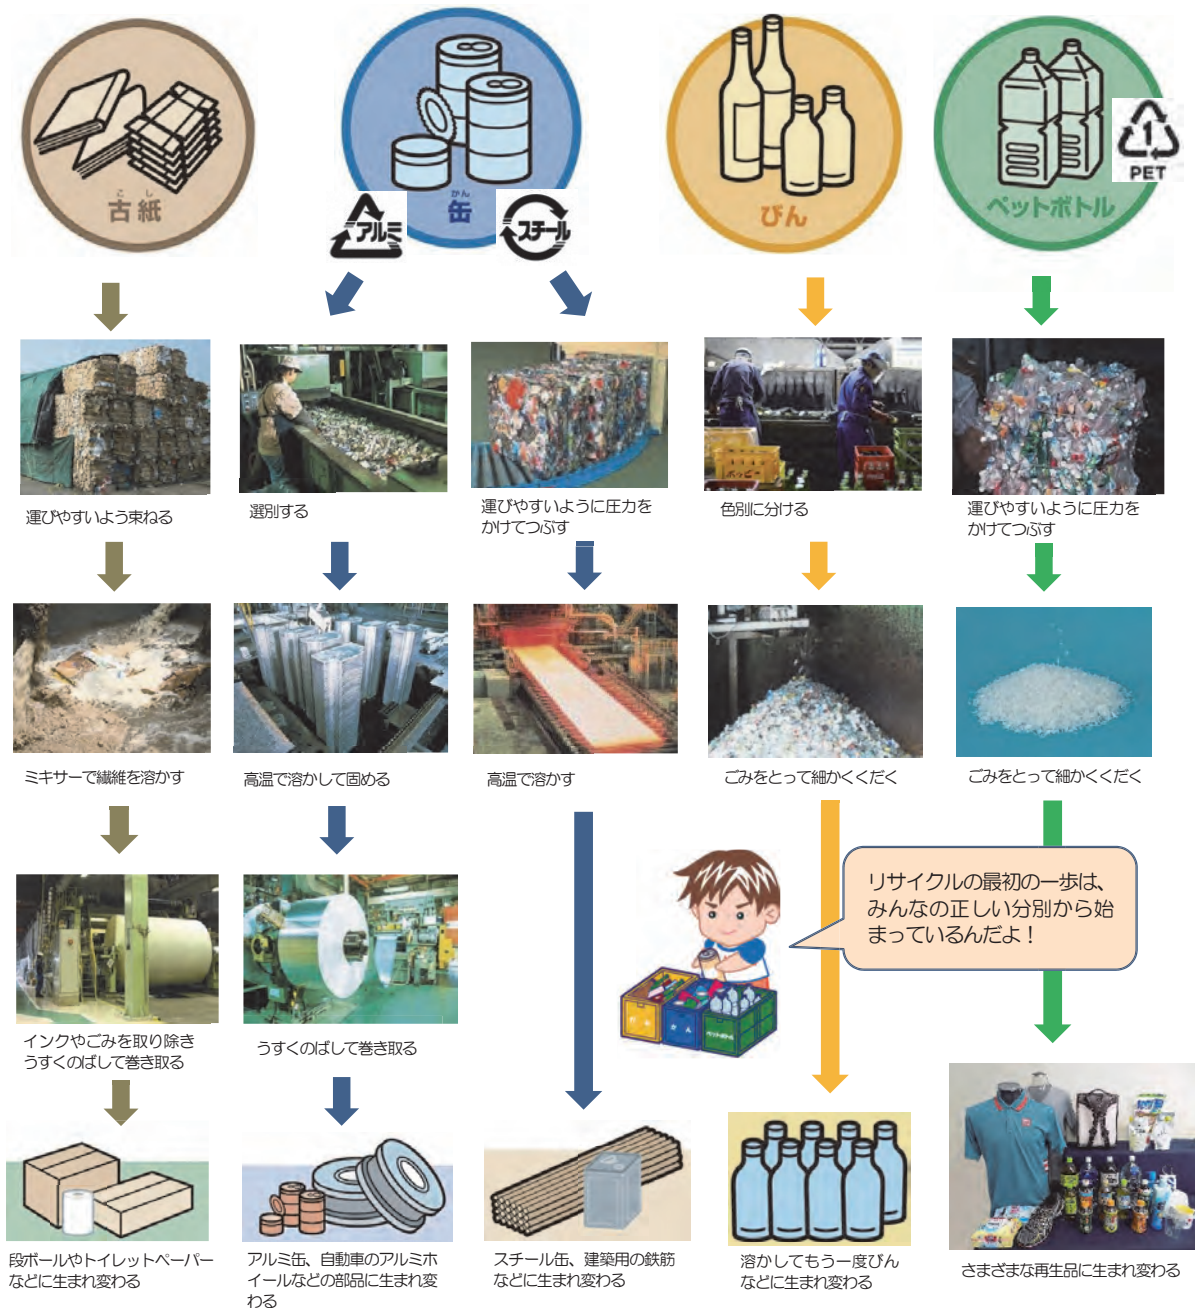 古紙
こし
アルミ
缶
かん
スチール
びん
ペットボトル
1
PET
運びやすいよう束ねる
選別する
運びやすいように圧力を
かけてつぶす
色別に分ける
運びやすいように圧力を
かけてつぶす
ミキサーで繊維を溶かす
高温で溶かして固める
高温で溶かす
ごみをとって細かくくだく
ごみをとって細かくくだく
リサイクルの最初の一歩は、
みんなの正しい分別から始
まっているんだよ！
かん
ペットボトル
インクやごみを取り除き
うすくのばして巻き取る
うすくのばして巻き取る
段ボールやトイレットペーパー
などに生まれ変わる
アルミ缶、自動車のアルミホ
イールなどの部品に生まれ変
わる
スチール缶、建築用の鉄筋
などに生まれ変わる
溶かしてもう一度びん
などに生まれ変わる
さまざまな再生品に生まれ変わる